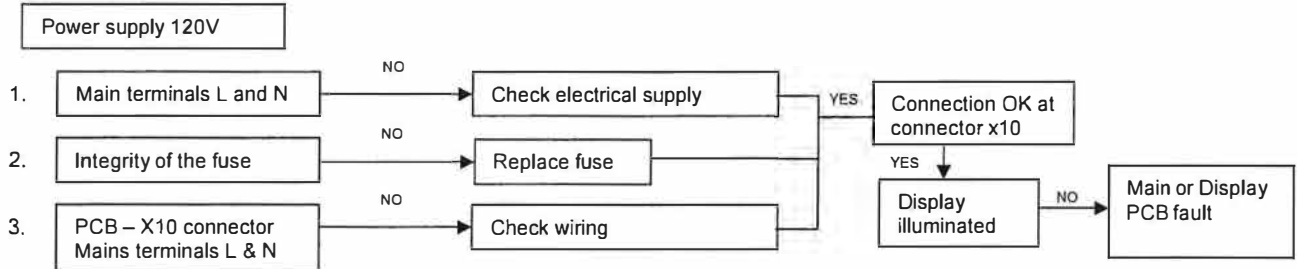 Power supply 120V
NO
1. Main terminals L and N
Check electrical supply
YES
Connection OK at
connector x10
NO
2. Integrity of the fuse
Replace fuse
YES
Display
illuminated
NO
Main or Display
PCB fault
NO
3. PCB – X10 connector
Mains terminals L & N
Check wiring